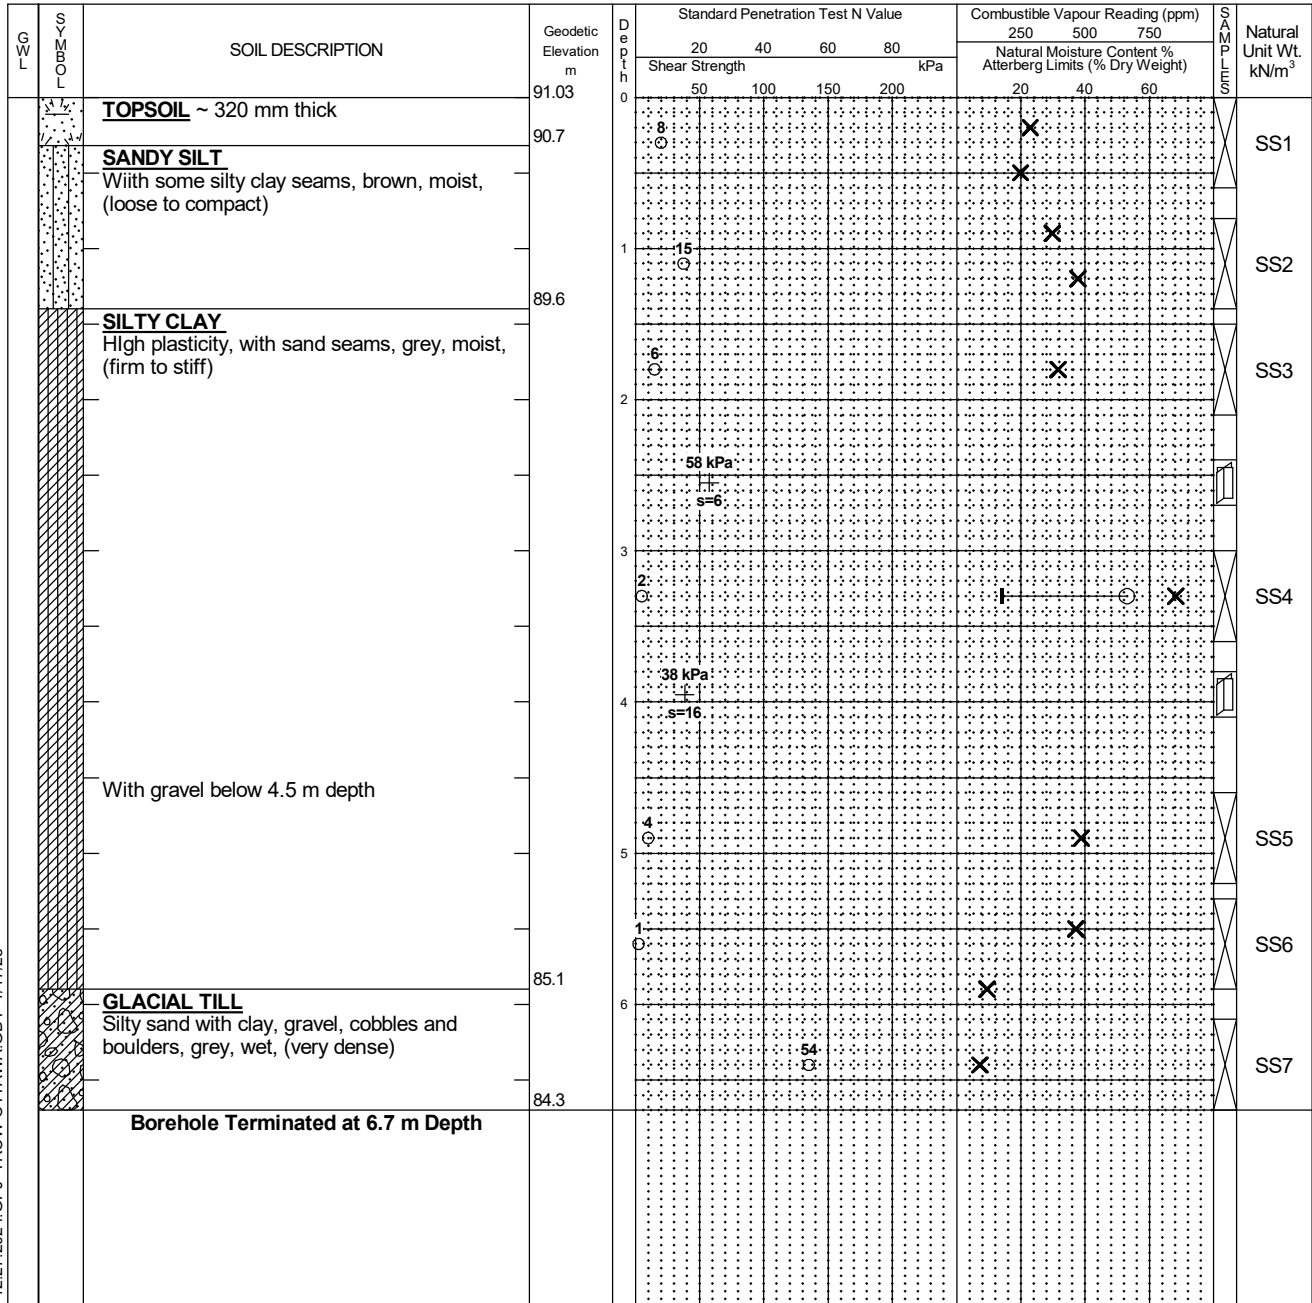 GWL
SYMBOL
SOIL DESCRIPTION
Geodetic
Elevation
m
Depth
Standard Penetration Test N Value
20 40 60 80
Shear Strength kPa
50 100 150 200
Combustible Vapour Reading (ppm)
250 500 750
Natural Moisture Content %
Atterberg Limits (% Dry Weight)
20 40 60
SAMPLES
Natural
Unit Wt.
kN/m³
91.03
0
TOPSOIL ~ 320 mm thick
90.7
8
SS1
SANDY SILT
Wiith some silty clay seams, brown, moist,
(loose to compact)
1
15
SS2
89.6
SILTY CLAY
HIgh plasticity, with sand seams, grey, moist,
(firm to stiff)
6
SS3
2
58 kPa
s=6
3
2
SS4
38 kPa
4
s=16
With gravel below 4.5 m depth
4
SS5
5
1
SS6
85.1
GLACIAL TILL
6
Silty sand with clay, gravel, cobbles and
boulders, grey, wet, (very dense)
54
SS7
84.3
Borehole Terminated at 6.7 m Depth